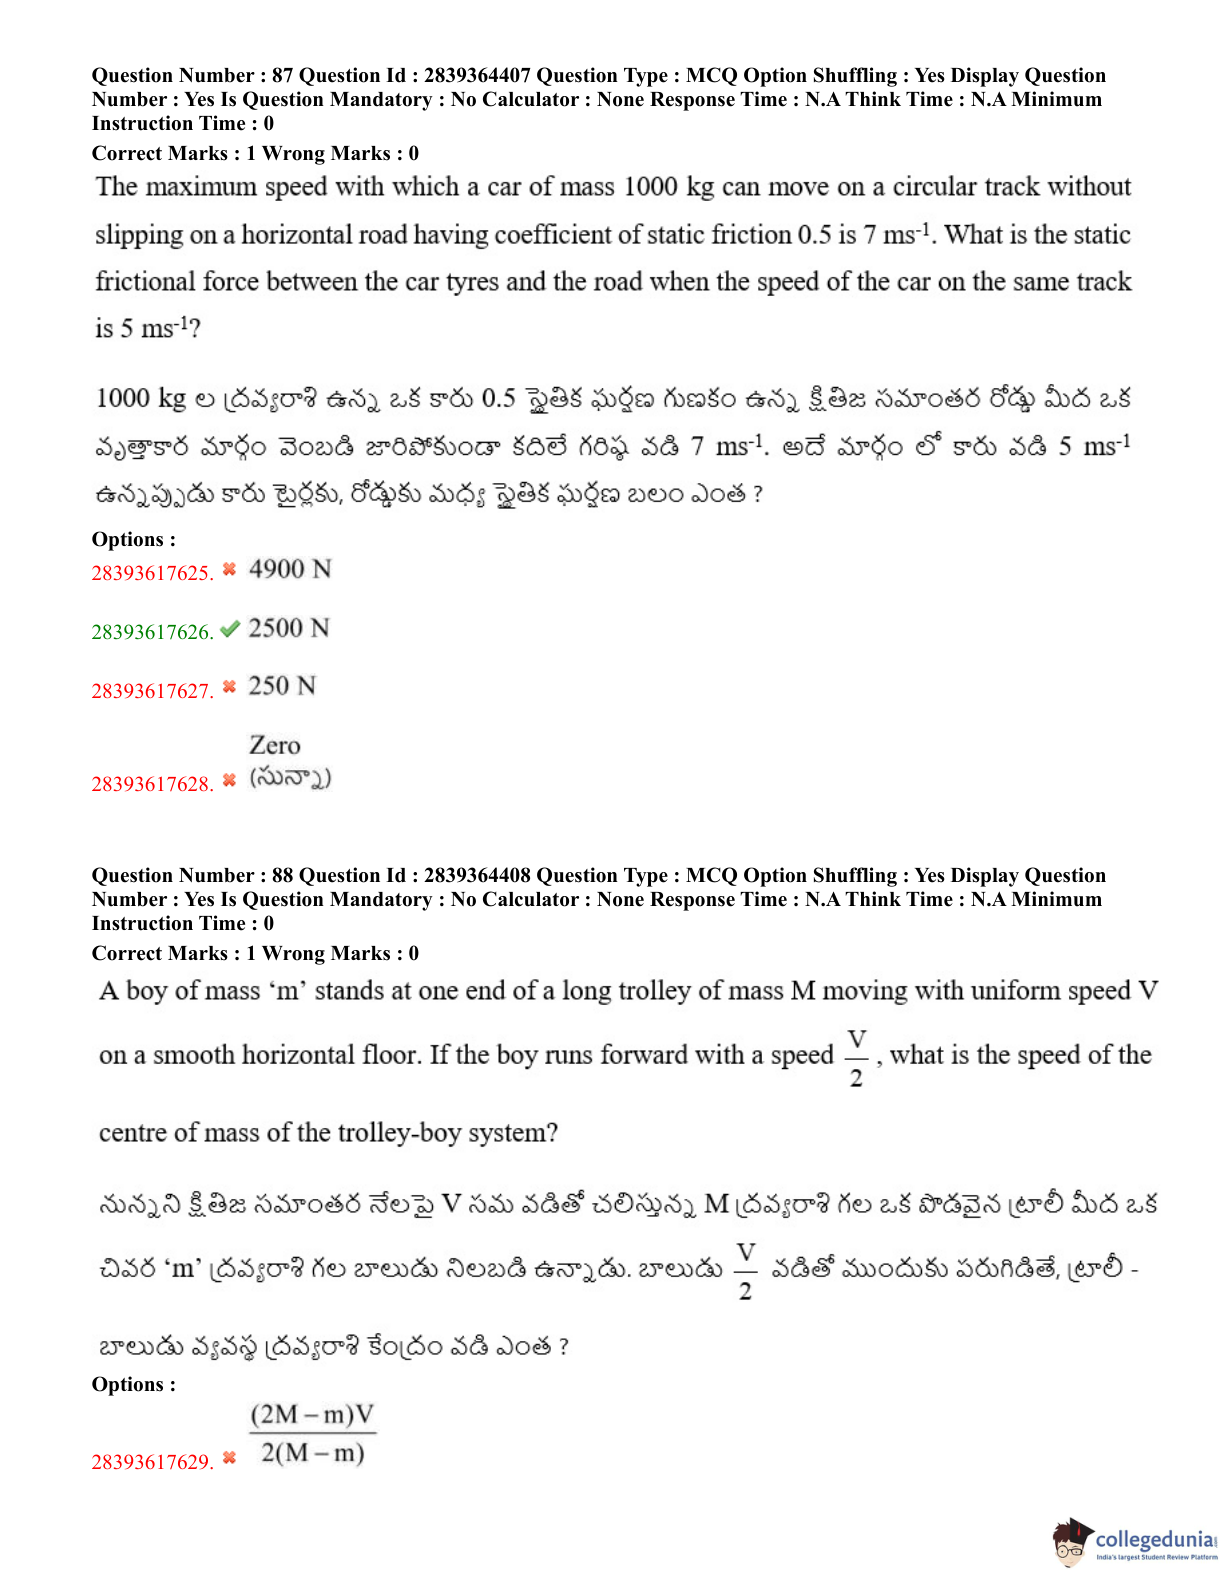 Question Number : 87 Question Id : 2839364407 Question Type : MCQ Option Shuffling : Yes Display Question
Number : Yes Is Question Mandatory : No Calculator : None Response Time : N.A Think Time : N.A Minimum
Instruction Time : 0
Correct Marks : 1 Wrong Marks : 0
The maximum speed with which a car of mass 1000 kg can move on a circular track without
slipping on a horizontal road having coefficient of static friction 0.5 is 7 ms⁻¹. What is the static
frictional force between the car tyres and the road when the speed of the car on the same track
is 5 ms⁻¹?
1000 kg ల ద్రవ్యరాశి ఉన్న ఒక కారు 0.5 స్థైతిక ఘర్షణ గుణకం ఉన్న క్షితిజ సమాంతర రోడ్డు మీద ఒక
వృత్తాకార మార్గం వెంబడి జారిపోకుండా కదిలే గరిష్ఠ వడి 7 ms⁻¹. అదే మార్గం లో కారు వడి 5 ms⁻¹
ఉన్నప్పుడు కారు టైర్లకు, రోడ్డుకు మధ్య స్థైతిక ఘర్షణ బలం ఎంత ?
Options :
28393617625. 4900 N
28393617626. 2500 N
28393617627. 250 N
Zero
28393617628. (సున్నా)
Question Number : 88 Question Id : 2839364408 Question Type : MCQ Option Shuffling : Yes Display Question
Number : Yes Is Question Mandatory : No Calculator : None Response Time : N.A Think Time : N.A Minimum
Instruction Time : 0
Correct Marks : 1 Wrong Marks : 0
A boy of mass ‘m’ stands at one end of a long trolley of mass M moving with uniform speed V
on a smooth horizontal floor. If the boy runs forward with a speed V/2 , what is the speed of the
centre of mass of the trolley-boy system?
నున్నని క్షితిజ సమాంతర నేలపై V సమ వడితో చలిస్తున్న M ద్రవ్యరాశి గల ఒక పొడవైన ట్రాలీ మీద ఒక
చివర ‘m’ ద్రవ్యరాశి గల బాలుడు నిలబడి ఉన్నాడు. బాలుడు V/2 వడితో ముందుకు పరుగిడితే, ట్రాలీ -
బాలుడు వ్యవస్థ ద్రవ్యరాశి కేంద్రం వడి ఎంత ?
Options :
28393617629. (2M – m)V / 2(M – m)
collegedunia
India's largest Student Review Platform